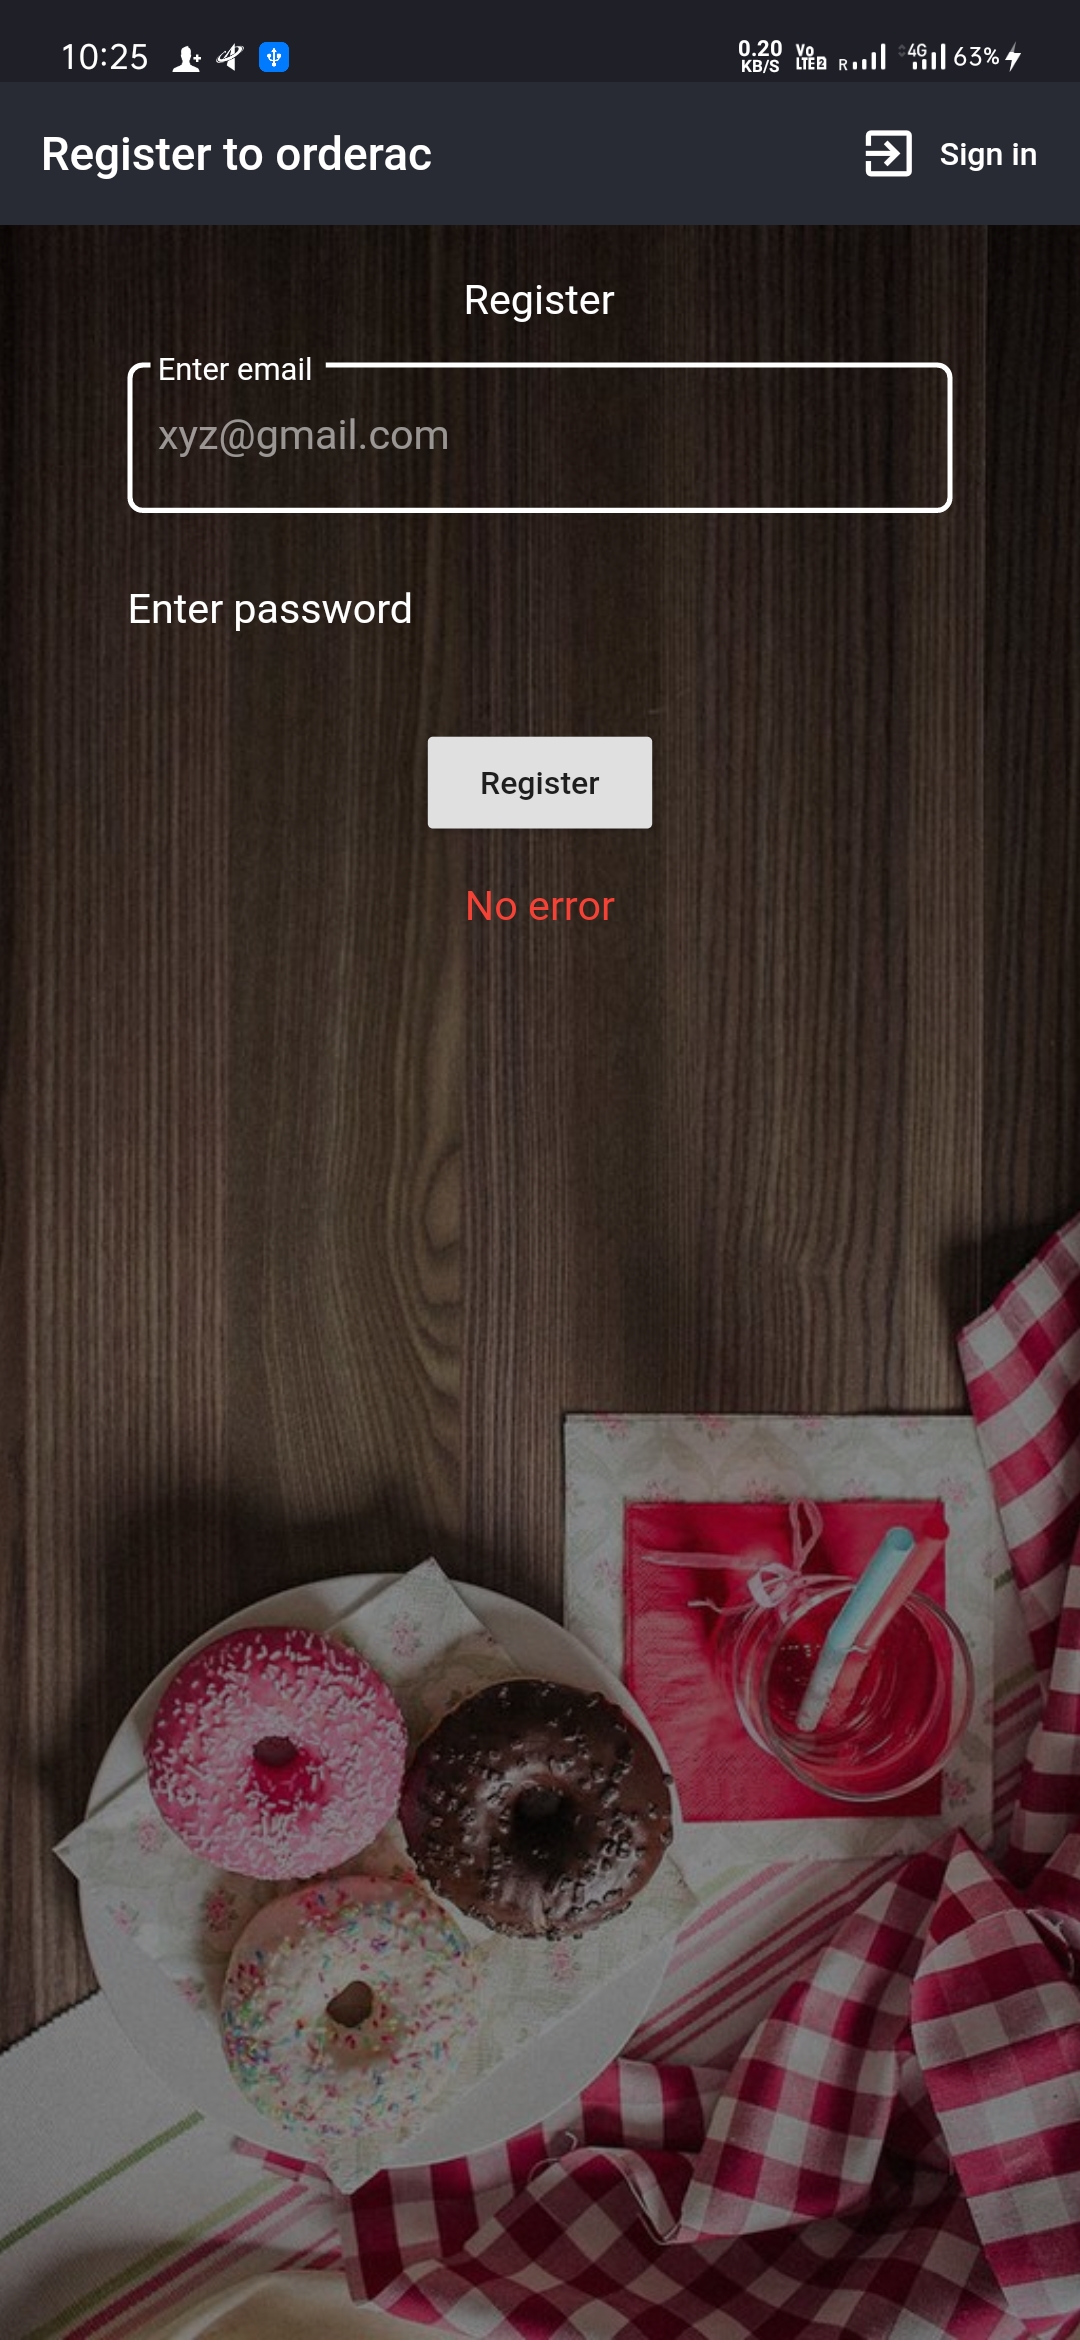 10:25
0.20 KB/S Vo LTE2 R 4G 63%
Register to orderac
Sign in
Register
Enter email
xyz@gmail.com
Enter password
Register
No error